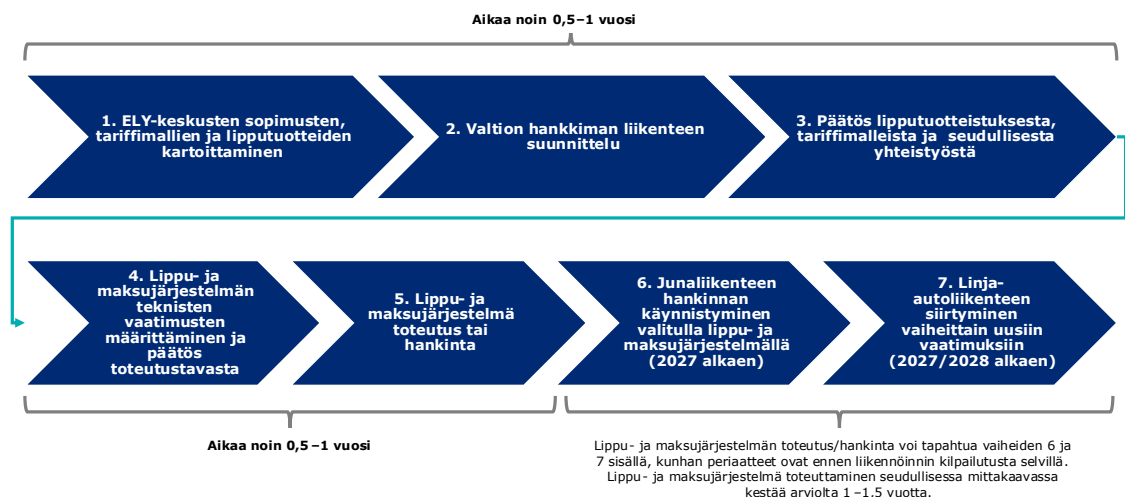 Aikaa noin 0,5–1 vuosi
1. ELY-keskusten sopimusten,
tariffimallien ja lipputuotteiden
kartoittaminen
2. Valtion hankkiman liikenteen
suunnittelu
3. Päätös lipputuotteistuksesta,
tariffimalleista ja seudullisesta
yhteistyöstä
4. Lippu- ja
maksujärjestelmän
teknisten
vaatimusten
määrittäminen ja
päätös
toteutustavasta
5. Lippu- ja
maksujärjestelmä
toteutus tai
hankinta
6. Junaliikenteen
hankinnan
käynnistyminen
valitulla lippu- ja
maksujärjestelmällä
(2027 alkaen)
7. Linja-
autoliikenteen
siirtyminen
vaiheittain uusiin
vaatimuksiin
(2027/2028 alkaen)
Aikaa noin 0,5–1 vuosi
Lippu- ja maksujärjestelmän toteutus/hankinta voi tapahtua vaiheiden 6 ja
7 sisällä, kunhan periaatteet ovat ennen liikennöinnin kilpailutusta selvillä.
Lippu- ja maksujärjestelmä toteuttaminen seudullisessa mittakaavassa
kestää arviolta 1–1,5 vuotta.